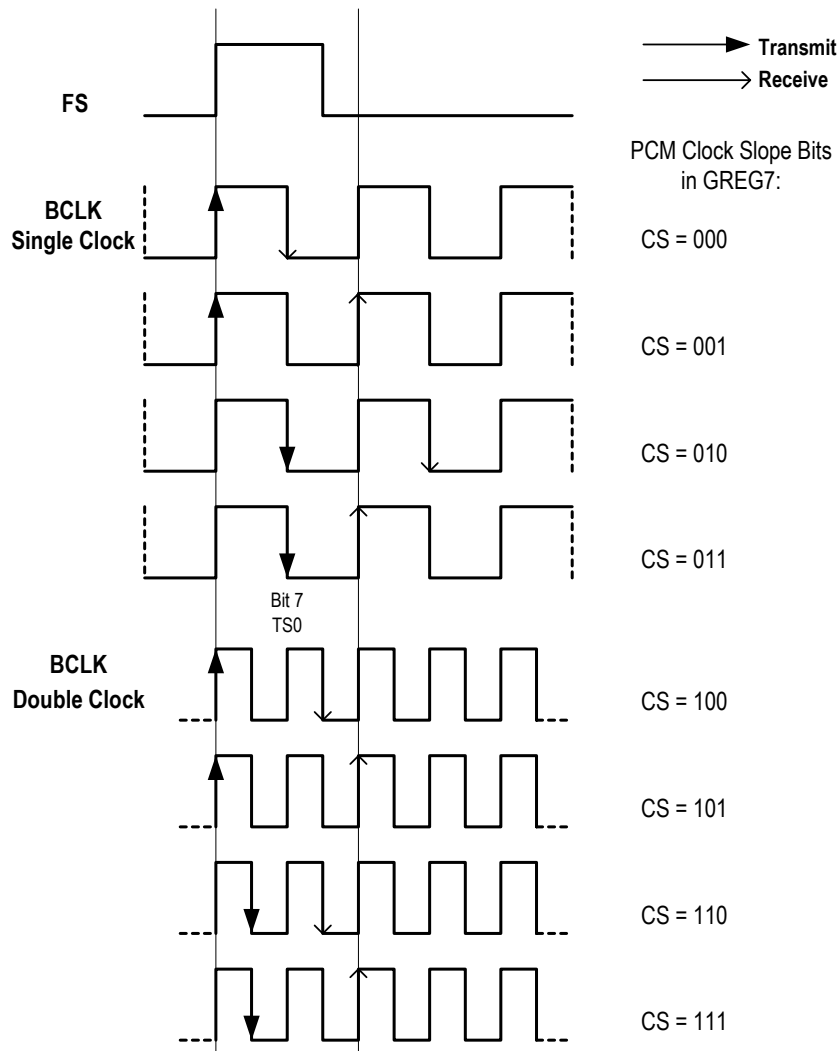 Transmit
Receive
FS
PCM Clock Slope Bits
in GREG7:
BCLK
Single Clock
CS = 000
CS = 001
CS = 010
CS = 011
Bit 7
TS0
BCLK
Double Clock
CS = 100
CS = 101
CS = 110
CS = 111